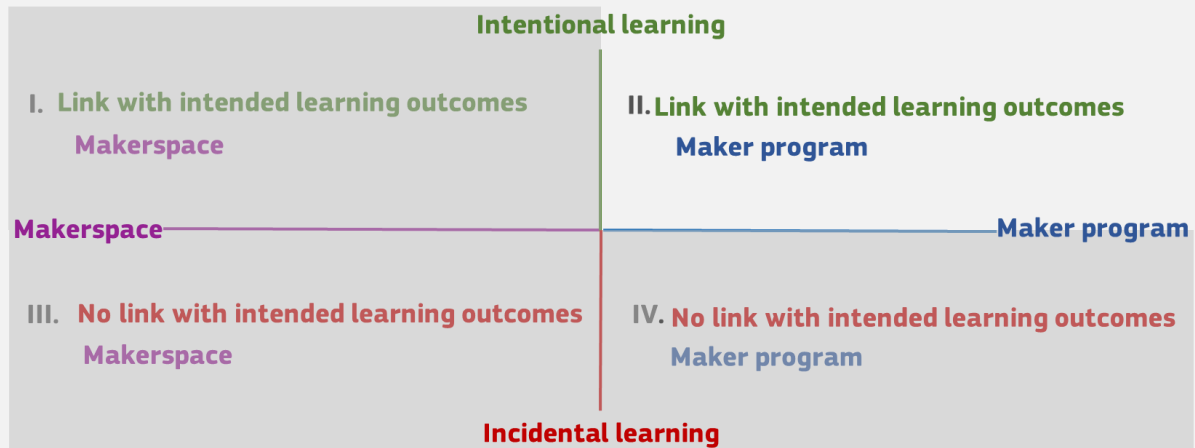 Intentional learning
I. Link with intended learning outcomes
Makerspace
II. Link with intended learning outcomes
Maker program
Makerspace
Maker program
III. No link with intended learning outcomes
Makerspace
IV. No link with intended learning outcomes
Maker program
Incidental learning